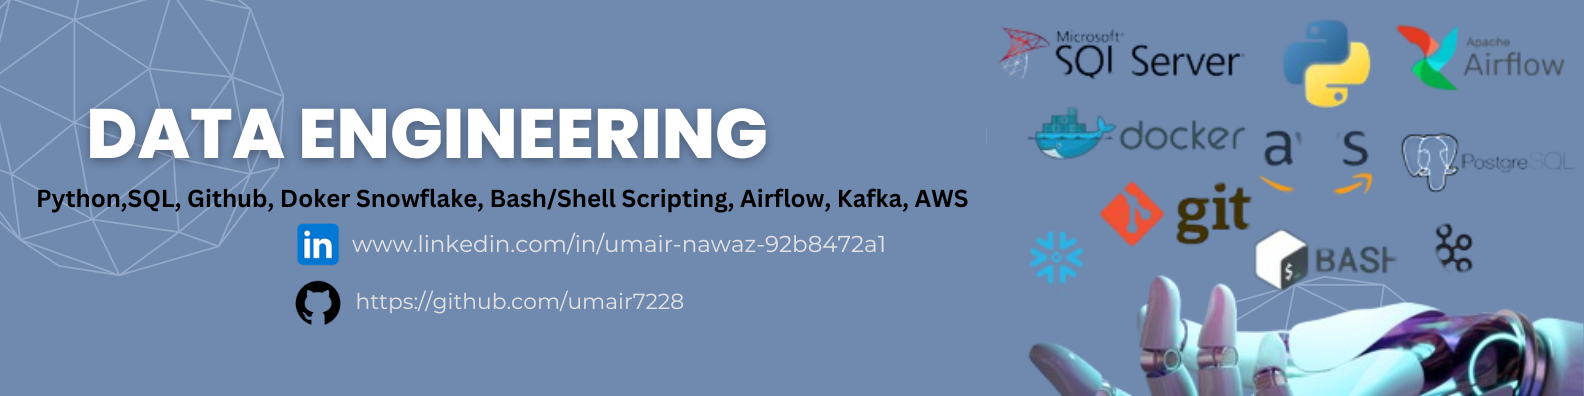 DATA ENGINEERING
Python,SQL, Github, Doker Snowflake, Bash/Shell Scripting, Airflow, Kafka, AWS
in www.linkedin.com/in/umair-nawaz-92b8472a1
https://github.com/umair7228
Microsoft
SQl Server
Apache
Airflow
docker
a s
PostgreSQL
git
$_ BASH